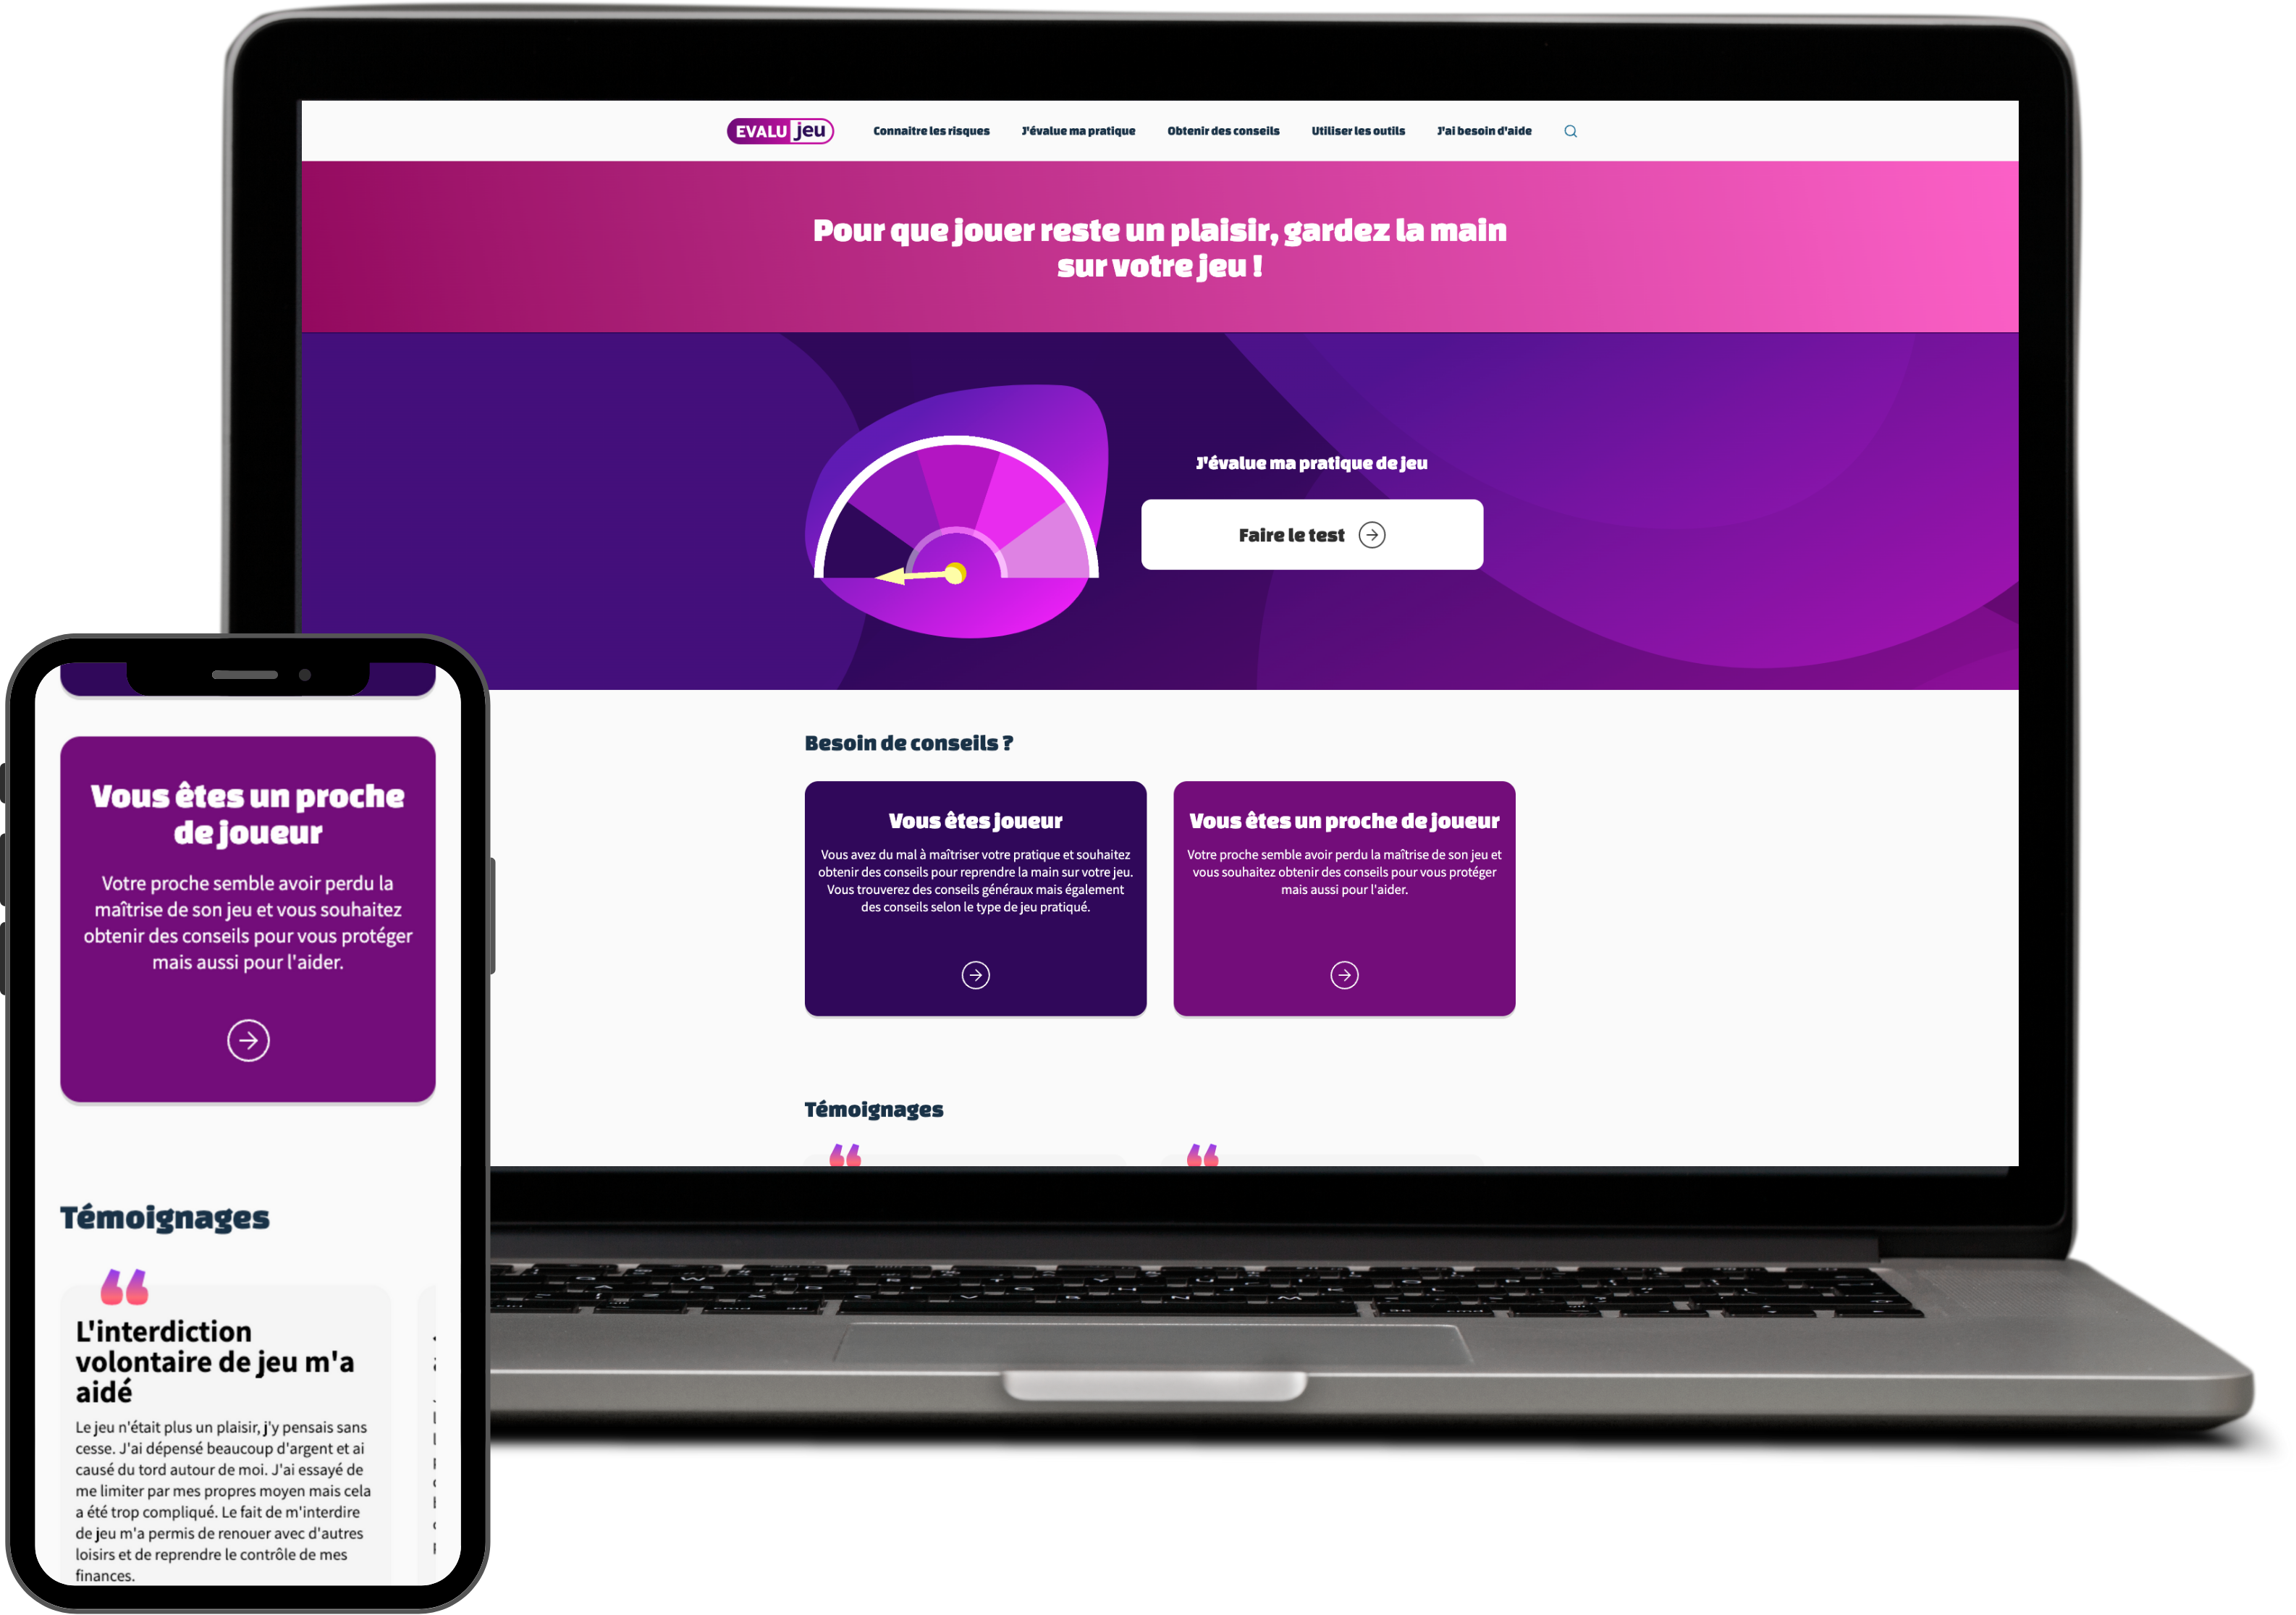 EVALU jeu
Connaitre les risques
J'évalue ma pratique
Obtenir des conseils
Utiliser les outils
J'ai besoin d'aide
Pour que jouer reste un plaisir, gardez la main
sur votre jeu !
J'évalue ma pratique de jeu
Faire le test
Besoin de conseils ?
Vous êtes joueur
Vous avez du mal à maîtriser votre pratique et souhaitez
obtenir des conseils pour reprendre la main sur votre jeu.
Vous trouverez des conseils généraux mais également
des conseils selon le type de jeu pratiqué.
Vous êtes un proche de joueur
Votre proche semble avoir perdu la maîtrise de son jeu et
vous souhaitez obtenir des conseils pour vous protéger
mais aussi pour l'aider.
Témoignages
Vous êtes un proche
de joueur
Votre proche semble avoir perdu la
maîtrise de son jeu et vous souhaitez
obtenir des conseils pour vous protéger
mais aussi pour l'aider.
Témoignages
L'interdiction
volontaire de jeu m'a
aidé
Le jeu n'était plus un plaisir, j'y pensais sans
cesse. J'ai dépensé beaucoup d'argent et ai
causé du tord autour de moi. J'ai essayé de
me limiter par mes propres moyen mais cela
a été trop compliqué. Le fait de m'interdire
de jeu m'a permis de renouer avec d'autres
loisirs et de reprendre le contrôle de mes
finances.